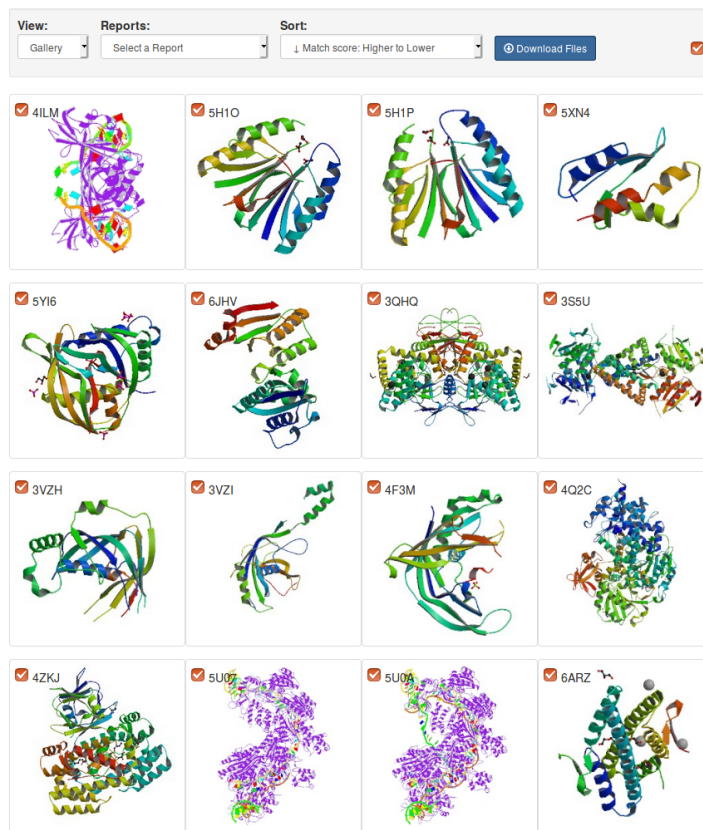 View: Reports: Sort:
Gallery Select a Report ↓ Match score: Higher to Lower Download Files
4ILM 5H1O 5H1P 5XN4
5YI6 6JHV 3QHQ 3S5U
3VZH 3VZI 4F3M 4Q2C
4ZKJ 5U07 5U0A 6ARZ